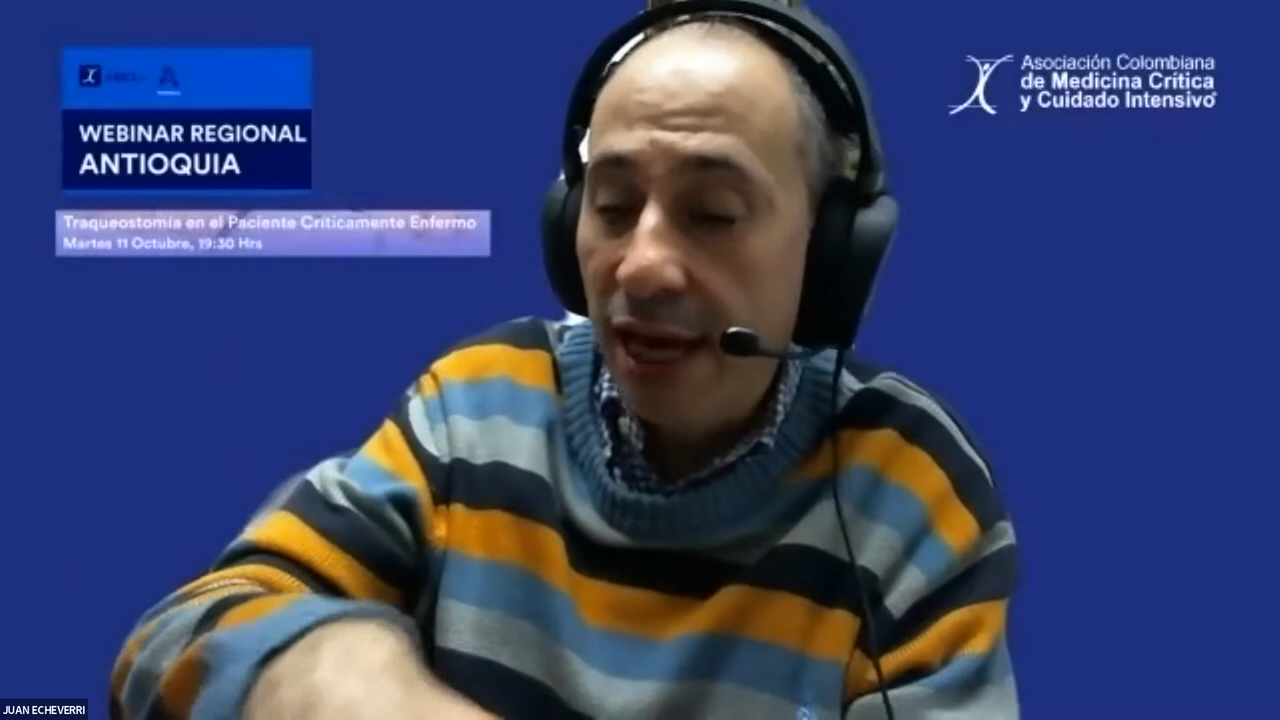 WEBINAR REGIONAL
ANTIOQUIA
Traqueostomía en el Paciente Críticamente Enfermo
Martes 11 Octubre, 19:30 Hrs
Asociación Colombiana
de Medicina Crítica
y Cuidado Intensivo
JUAN ECHEVERRI